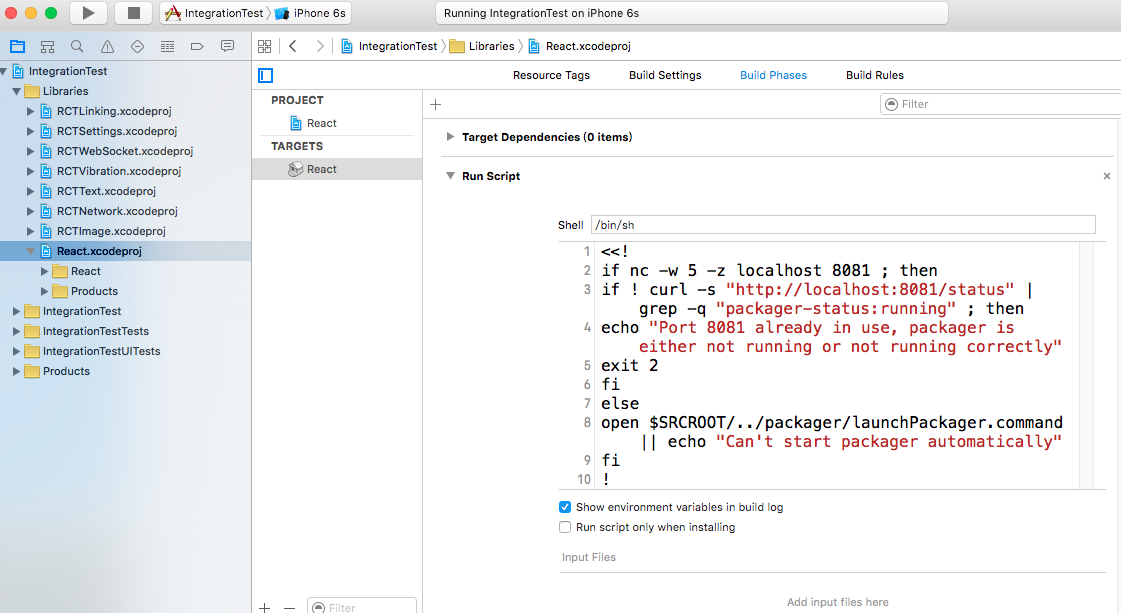 IntegrationTest
iPhone 6s
Running IntegrationTest on iPhone 6s
IntegrationTest
Libraries
React.xcodeproj
IntegrationTest
Libraries
RCTLinking.xcodeproj
RCTSettings.xcodeproj
RCTWebSocket.xcodeproj
RCTVibration.xcodeproj
RCTText.xcodeproj
RCTNetwork.xcodeproj
RCTImage.xcodeproj
React.xcodeproj
React
Products
IntegrationTest
IntegrationTestTests
IntegrationTestUITests
Products
Resource Tags
Build Settings
Build Phases
Build Rules
PROJECT
React
TARGETS
React
Filter
Filter
Target Dependencies (0 items)
Run Script
Shell /bin/sh
1 <<!
2 if nc -w 5 -z localhost 8081 ; then
3 if ! curl -s "http://localhost:8081/status" |
grep -q "packager-status:running" ; then
4 echo "Port 8081 already in use, packager is
either not running or not running correctly"
5 exit 2
6 fi
7 else
8 open $SRCROOT/../packager/launchPackager.command
|| echo "Can't start packager automatically"
9 fi
10 !
Show environment variables in build log
Run script only when installing
Input Files
Add input files here